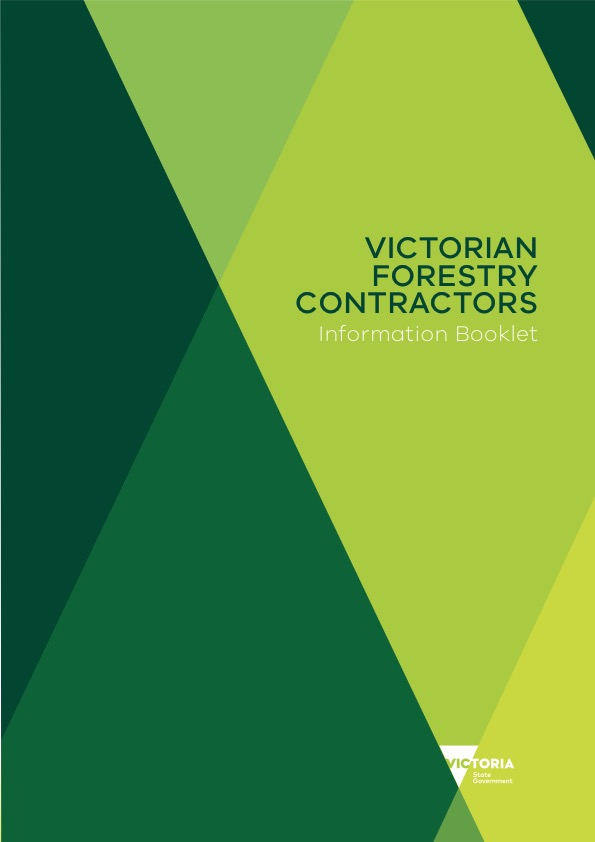 VICTORIAN
FORESTRY
CONTRACTORS
Information Booklet
VICTORIA
State
Government